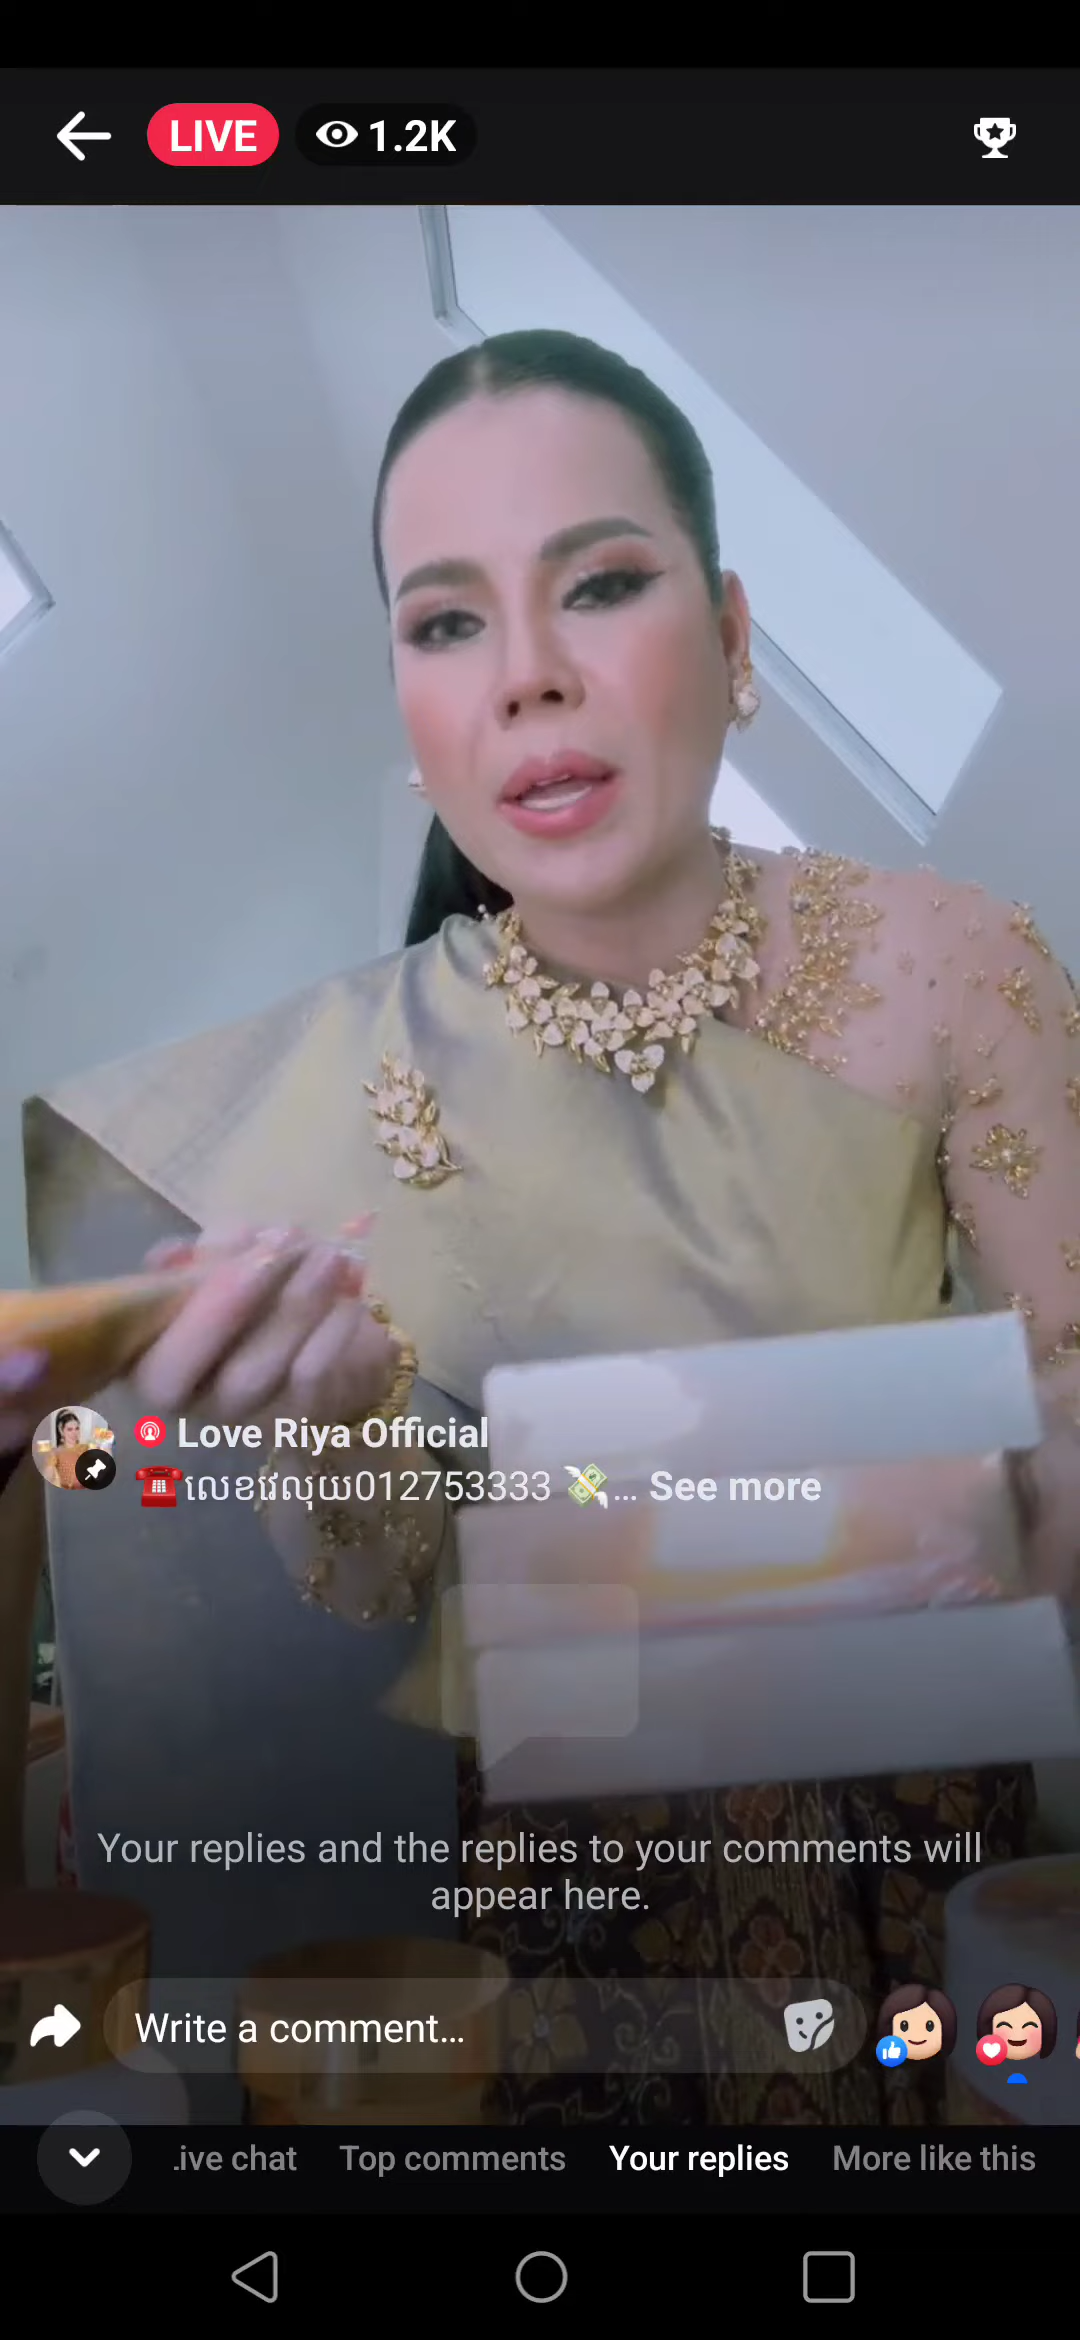 LIVE 1.2K
Love Riya Official
☎️លេខវេលុយ012753333 💸... See more
Your replies and the replies to your comments will
appear here.
Write a comment...
.ive chat Top comments Your replies More like this